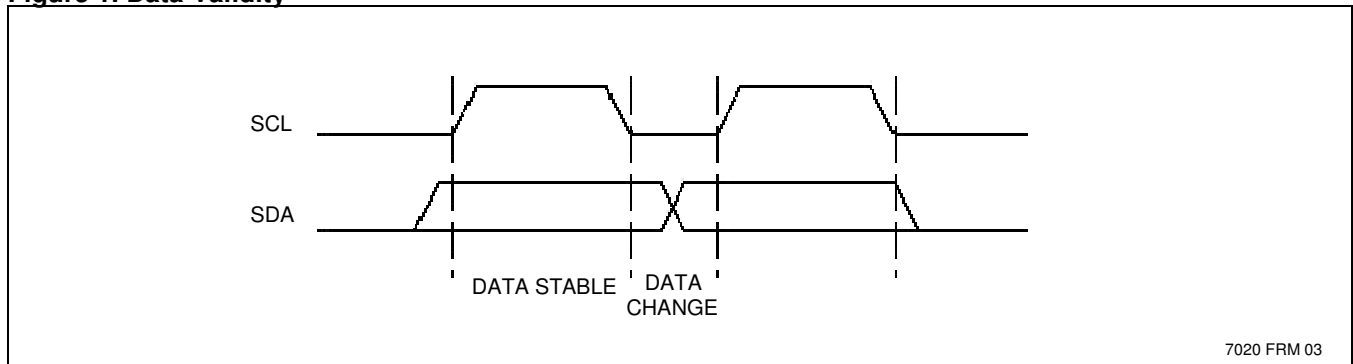 Figure 1. Data Validity
SCL
SDA
DATA STABLE
DATA
CHANGE
7020 FRM 03